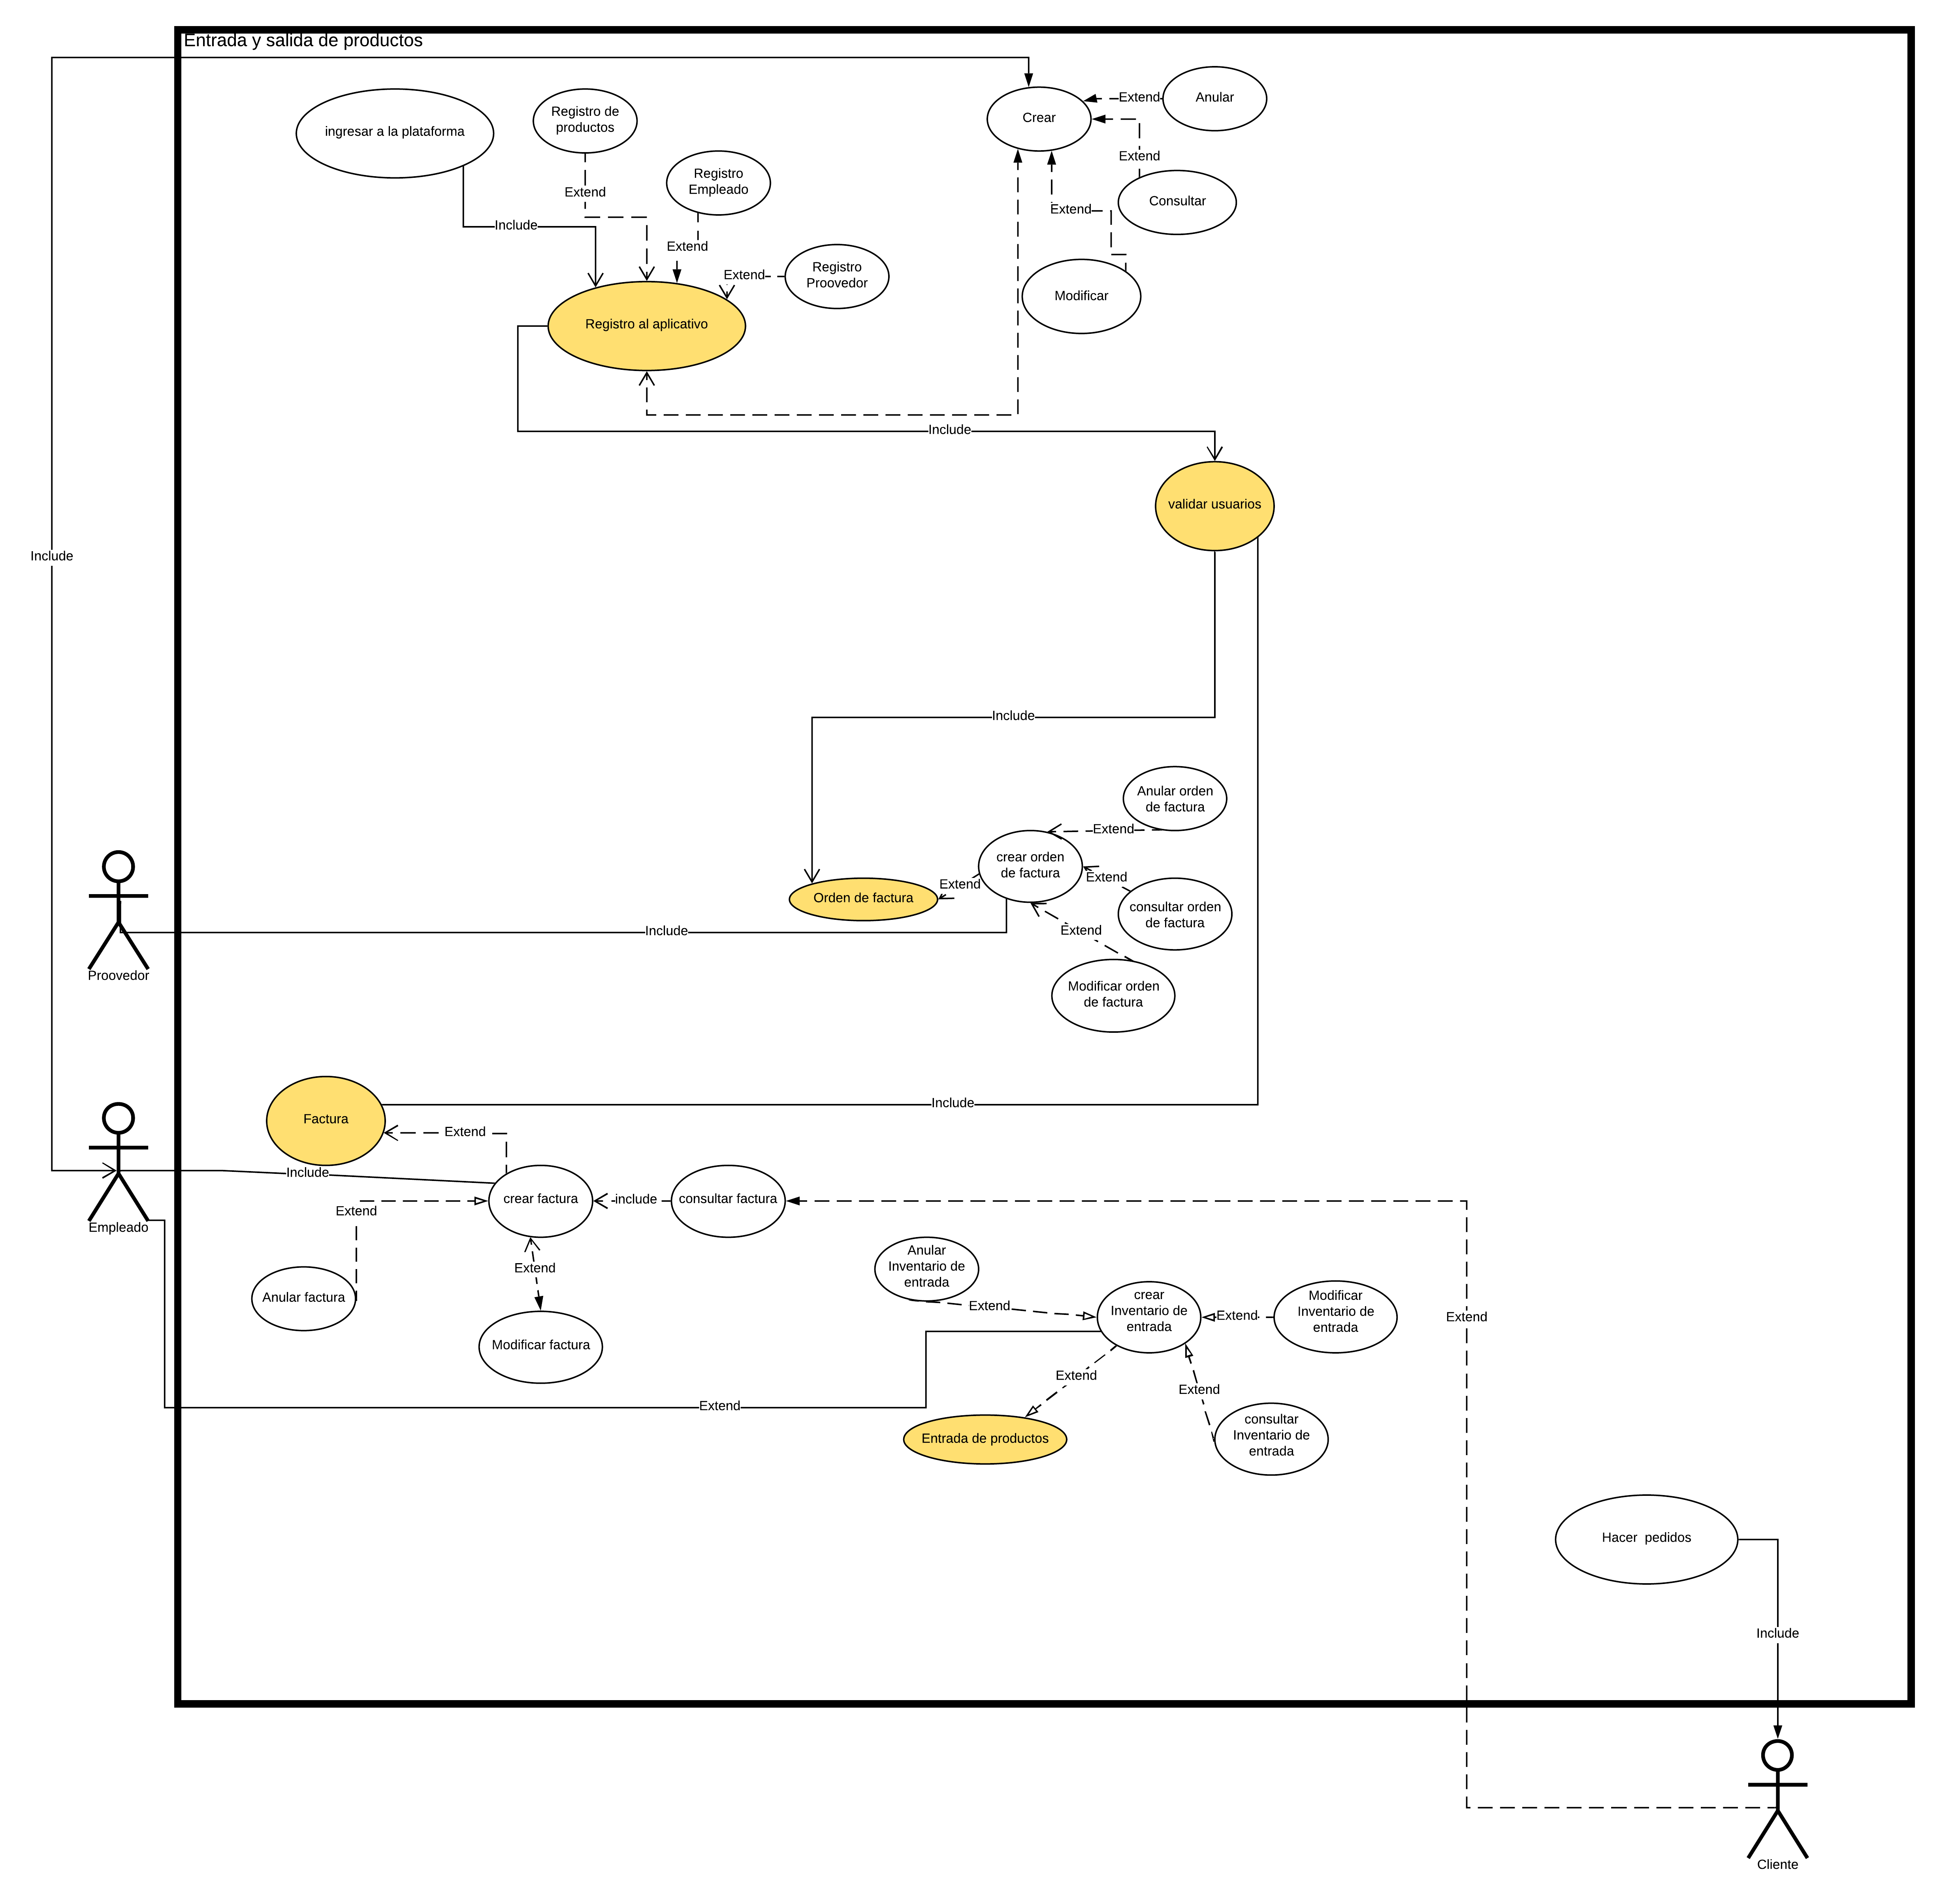 Entrada y salida de productos
Anular
Extend
Registro de
productos
Crear
ingresar a la plataforma
Extend
Registro
Empleado
Extend
Consultar
Extend
Include
Extend
Registro
Proovedor
Extend
Modificar
Registro al aplicativo
Include
validar usuarios
Include
Include
Anular orden
de factura
Extend
crear orden
de factura
Extend
Extend
Orden de factura
consultar orden
de factura
Include
Extend
Proovedor
Modificar orden
de factura
Include
Factura
Extend
Include
crear factura
include
consultar factura
Extend
Empleado
Anular
Inventario de
entrada
Extend
Anular factura
crear
Inventario de
entrada
Modificar
Inventario de
entrada
Extend
Extend
Extend
Modificar factura
Extend
Extend
Extend
consultar
Inventario de
entrada
Entrada de productos
Hacer  pedidos
Include
Cliente